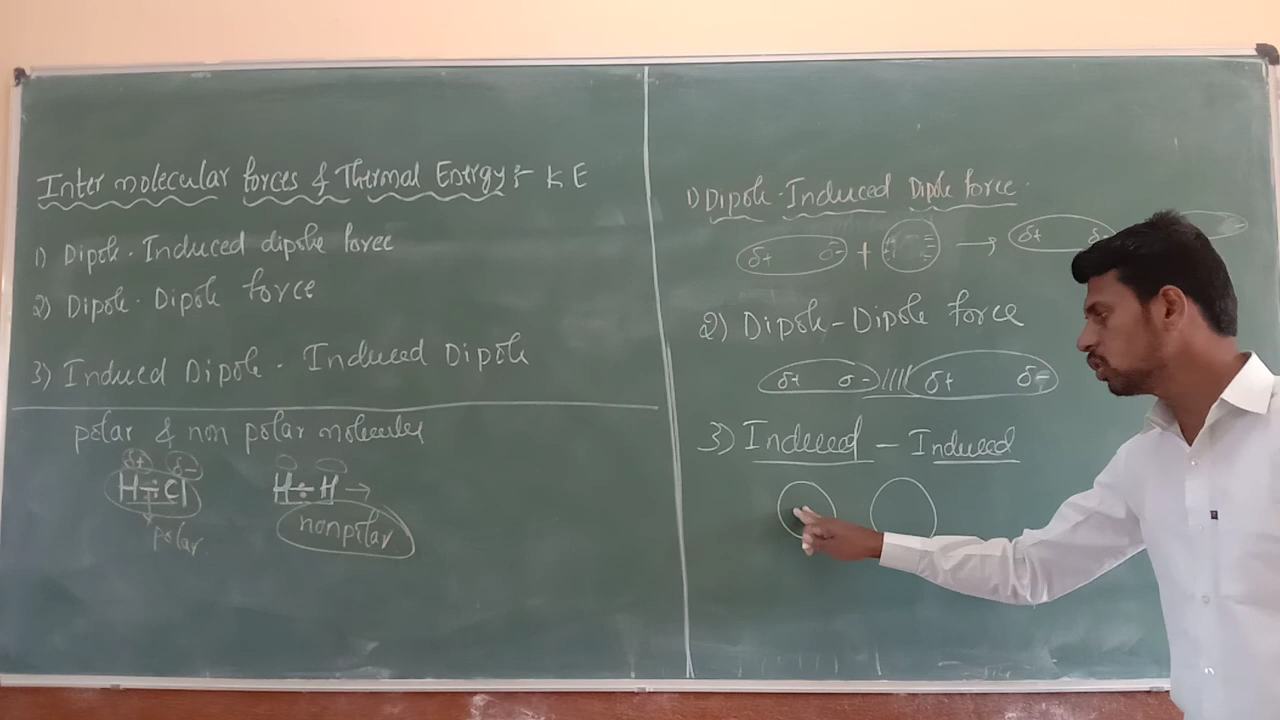 Inter molecular forces & Thermal Energy :- K E
1) Dipole - Induced dipole force
2) Dipole - Dipole force
3) Induced Dipole - Induced Dipole
polar & non polar molecules
δ+ δ-
H÷Cl H÷H →
polar
nonpolar
1) Dipole - Induced Dipole force
δ+ δ- + → δ+ δ-
2) Dipole - Dipole force
δ+ δ- //// δ+ δ-
3) Induced - Induced